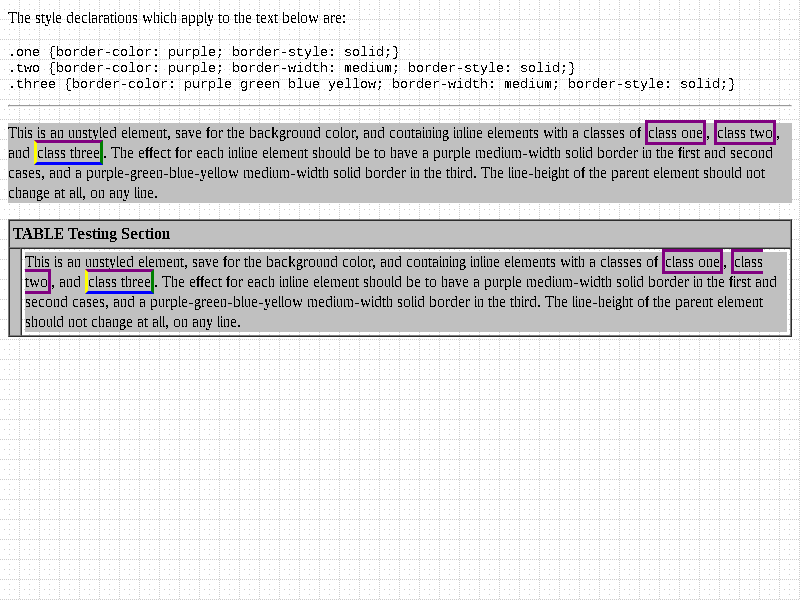 The style declarations which apply to the text below are:
.one {border-color: purple; border-style: solid;}
.two {border-color: purple; border-width: medium; border-style: solid;}
.three {border-color: purple green blue yellow; border-width: medium; border-style: solid;}
This is an unstyled element, save for the background color, and containing inline elements with a classes of class one, class two,
and class three. The effect for each inline element should be to have a purple medium-width solid border in the first and second
cases, and a purple-green-blue-yellow medium-width solid border in the third. The line-height of the parent element should not
change at all, on any line.
TABLE Testing Section
This is an unstyled element, save for the background color, and containing inline elements with a classes of class one, class
two, and class three. The effect for each inline element should be to have a purple medium-width solid border in the first and
second cases, and a purple-green-blue-yellow medium-width solid border in the third. The line-height of the parent element
should not change at all, on any line.